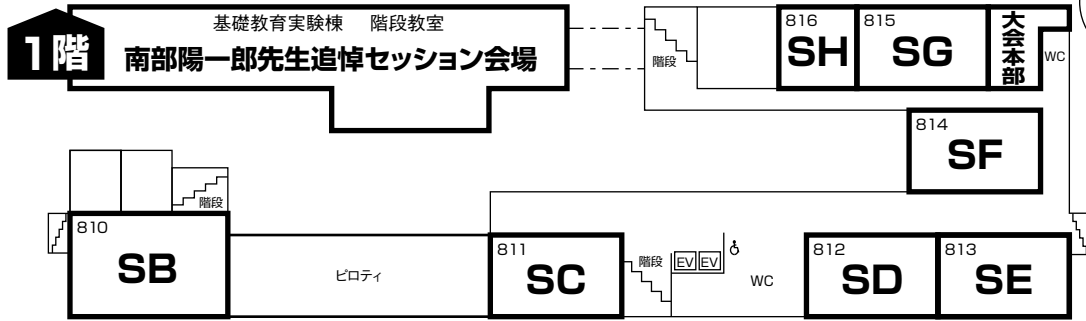 1階
基礎教育実験棟 階段教室
南部陽一郎先生追悼セッション会場
階段
816
SH
815
SG
大会本部
WC
814
SF
階段
810
SB
ピロティ
811
SC
階段
EV EV
WC
812
SD
813
SE